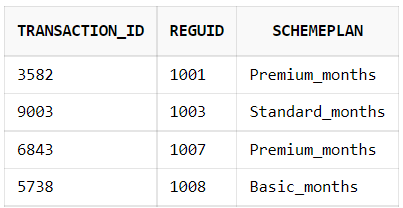 TRANSACTION_ID REGUID SCHEMEPLAN
3582 1001 Premium_months
9003 1003 Standard_months
6843 1007 Premium_months
5738 1008 Basic_months